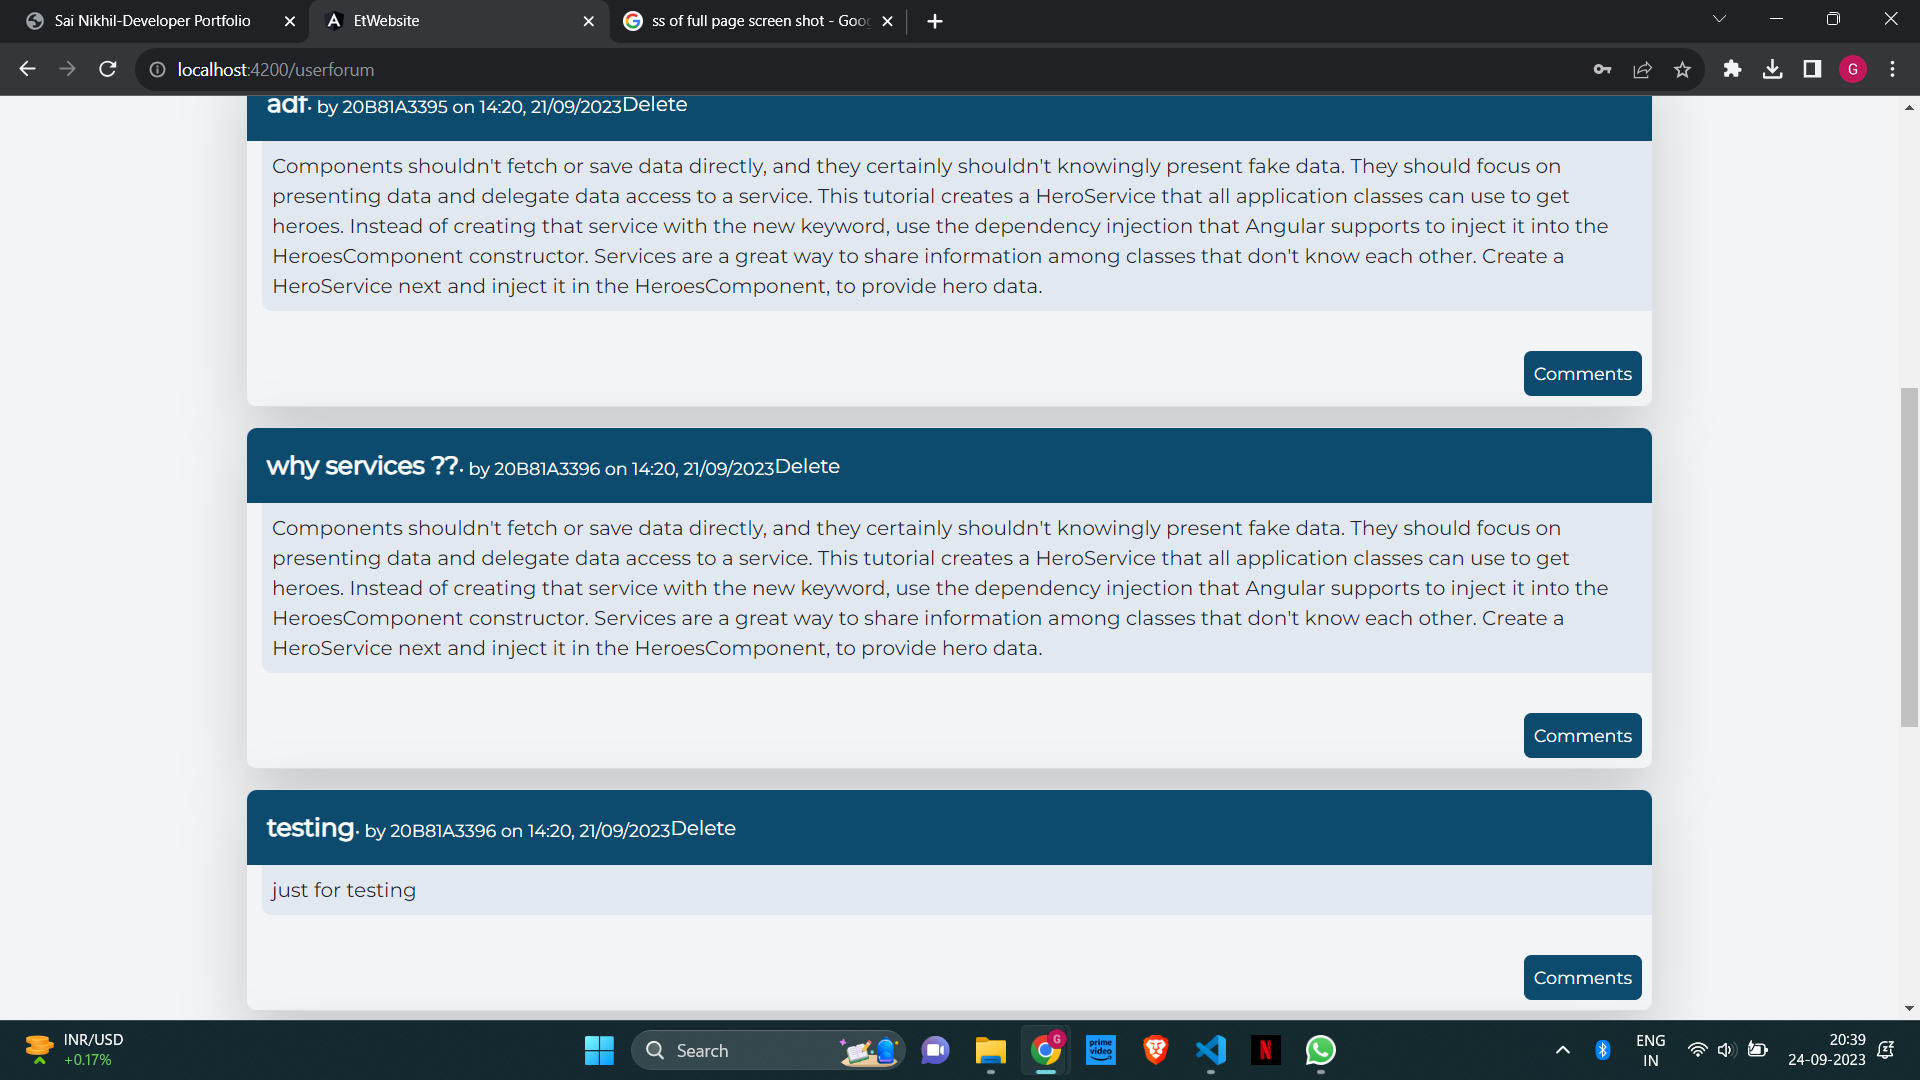 Sai Nikhil-Developer Portfolio
EtWebsite
ss of full page screen shot - Goo
localhost:4200/userforum
G
adf. by 20B81A3395 on 14:20, 21/09/2023Delete
Components shouldn't fetch or save data directly, and they certainly shouldn't knowingly present fake data. They should focus on
presenting data and delegate data access to a service. This tutorial creates a HeroService that all application classes can use to get
heroes. Instead of creating that service with the new keyword, use the dependency injection that Angular supports to inject it into the
HeroesComponent constructor. Services are a great way to share information among classes that don't know each other. Create a
HeroService next and inject it in the HeroesComponent, to provide hero data.
Comments
why services ??. by 20B81A3396 on 14:20, 21/09/2023Delete
Components shouldn't fetch or save data directly, and they certainly shouldn't knowingly present fake data. They should focus on
presenting data and delegate data access to a service. This tutorial creates a HeroService that all application classes can use to get
heroes. Instead of creating that service with the new keyword, use the dependency injection that Angular supports to inject it into the
HeroesComponent constructor. Services are a great way to share information among classes that don't know each other. Create a
HeroService next and inject it in the HeroesComponent, to provide hero data.
Comments
testing. by 20B81A3396 on 14:20, 21/09/2023Delete
just for testing
Comments
INR/USD
+0.17%
Search
G
prime
video
N
ENG
IN
20:39
24-09-2023